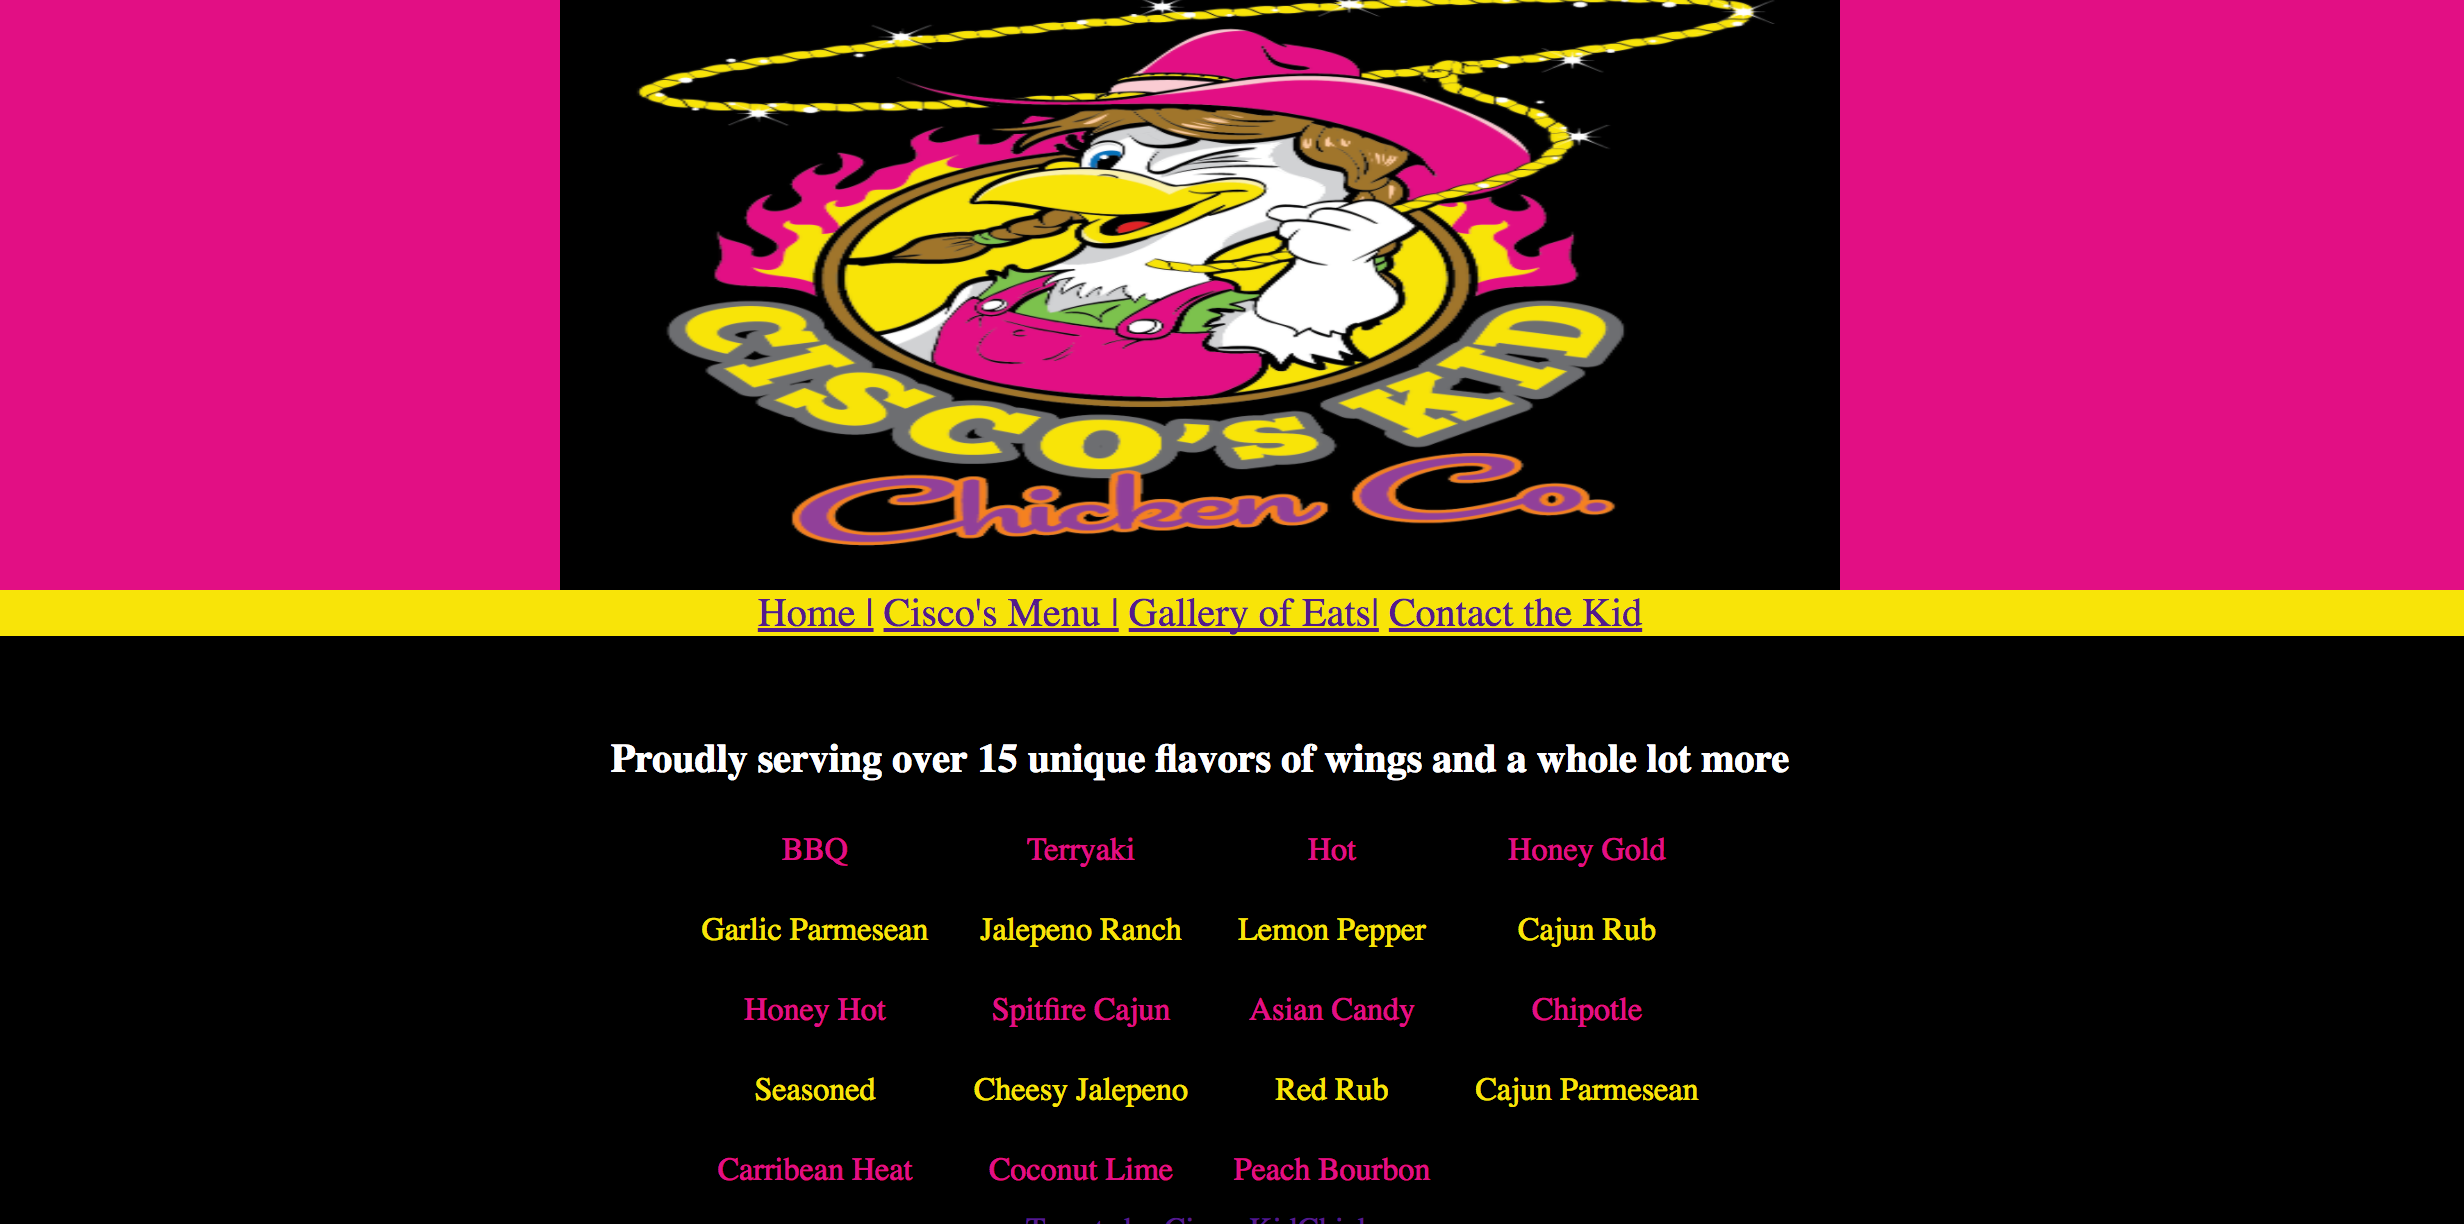 CISCO'S KID
Chicken Co.
Home | Cisco's Menu | Gallery of Eats| Contact the Kid
Proudly serving over 15 unique flavors of wings and a whole lot more
BBQ Terryaki Hot Honey Gold
Garlic Parmesean Jalepeno Ranch Lemon Pepper Cajun Rub
Honey Hot Spitfire Cajun Asian Candy Chipotle
Seasoned Cheesy Jalepeno Red Rub Cajun Parmesean
Carribean Heat Coconut Lime Peach Bourbon